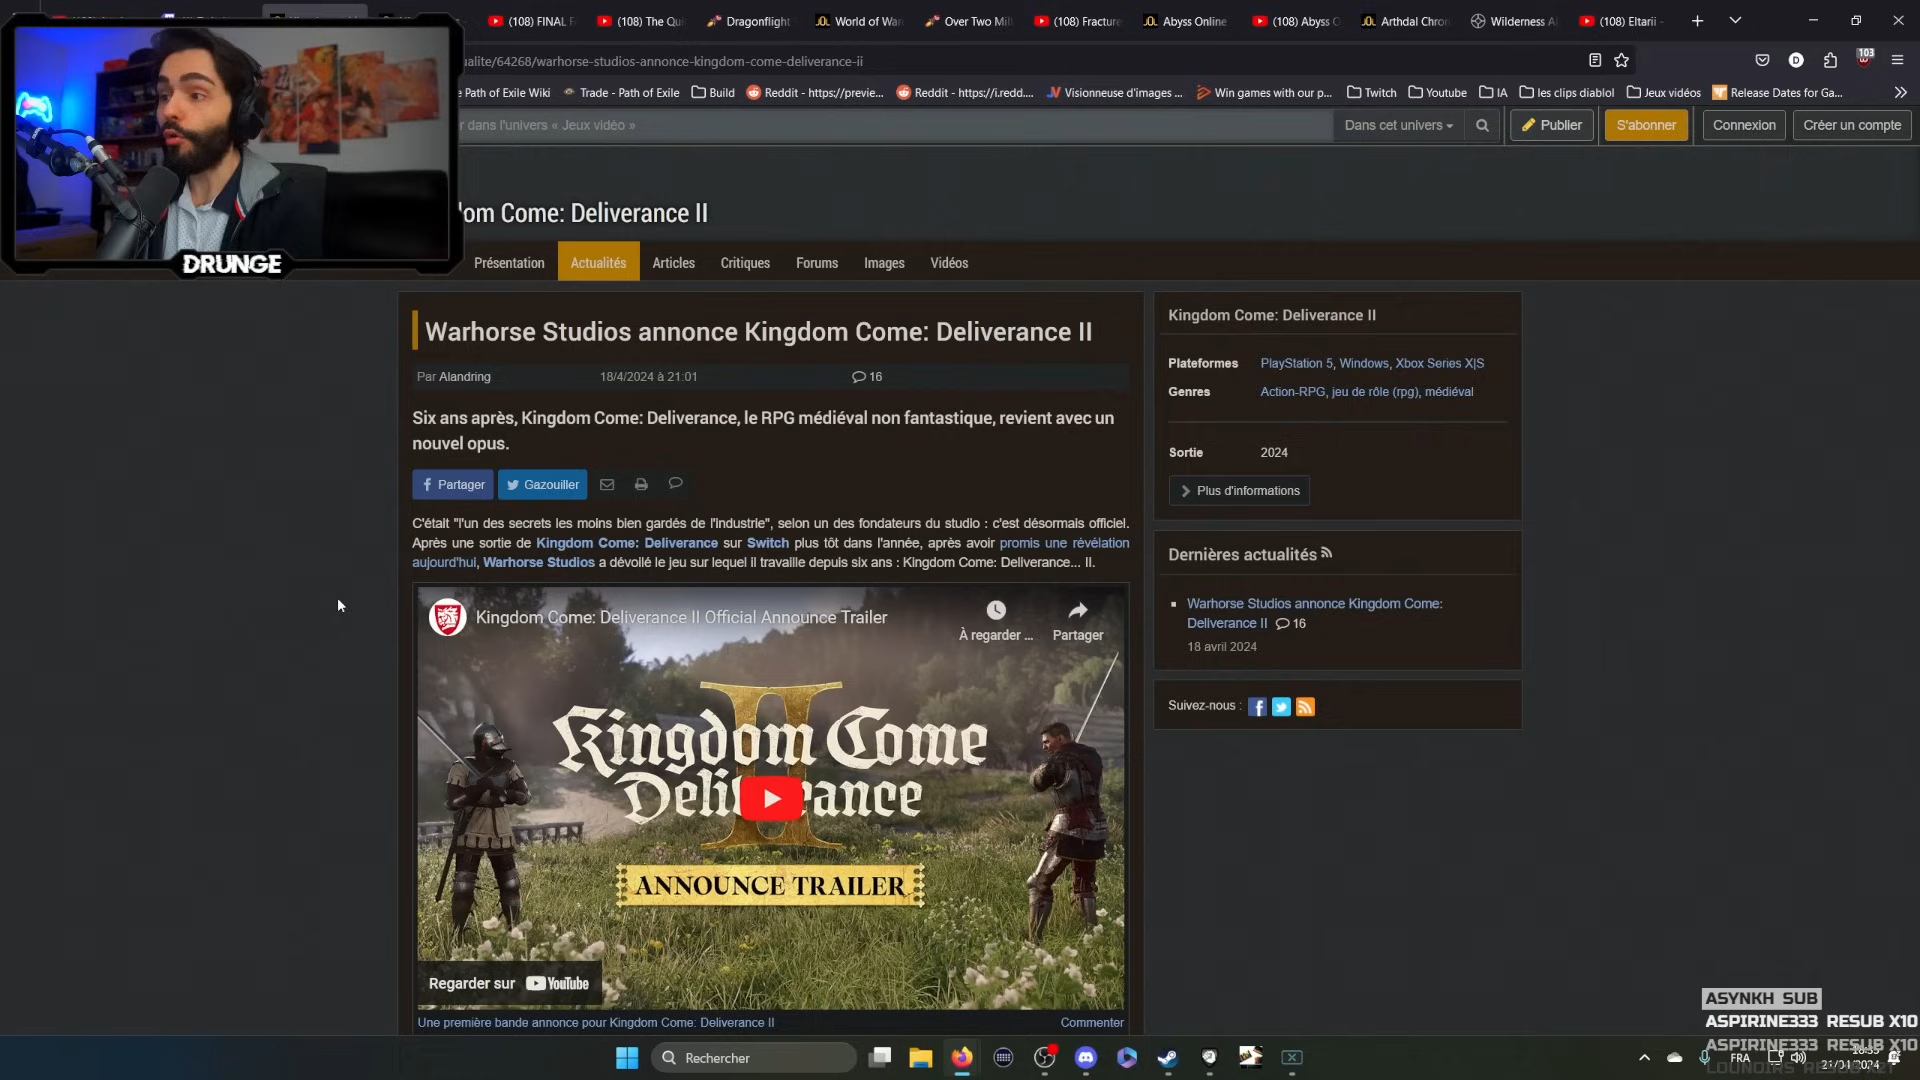 (108) FINAL F
(108) The Qu
Dragonflight
World of War
Over Two Mil
(108) Fracture
Abyss Online
(108) Abyss O
Arthdal Chron
Wilderness A
(108) Eltarii -
ualite/64268/warhorse-studios-annonce-kingdom-come-deliverance-ii
103
e Path of Exile Wiki
Trade - Path of Exile
Build
Reddit - https://previe...
Reddit - https://i.redd....
Visionneuse d'images ...
Win games with our p...
Twitch
Youtube
IA
les clips diabloI
Jeux vidéos
Release Dates for Ga...
r dans l'univers « Jeux vidéo »
Dans cet univers
Publier
S'abonner
Connexion
Créer un compte
DRUNGE
om Come: Deliverance II
Présentation
Actualités
Articles
Critiques
Forums
Images
Vidéos
Warhorse Studios annonce Kingdom Come: Deliverance II
Par Alandring
18/4/2024 à 21:01
16
Six ans après, Kingdom Come: Deliverance, le RPG médiéval non fantastique, revient avec un
nouvel opus.
Partager
Gazouiller
C'était "l'un des secrets les moins bien gardés de l'industrie", selon un des fondateurs du studio : c'est désormais officiel.
Après une sortie de Kingdom Come: Deliverance sur Switch plus tôt dans l'année, après avoir promis une révélation
aujourd'hui, Warhorse Studios a dévoilé le jeu sur lequel il travaille depuis six ans : Kingdom Come: Deliverance... II.
Kingdom Come: Deliverance II Official Announce Trailer
À regarder ...
Partager
II
Kingdom Come
ANNOUNCE TRAILER
Regarder sur YouTube
Une première bande annonce pour Kingdom Come: Deliverance II
Commenter
Kingdom Come: Deliverance II
Plateformes
PlayStation 5, Windows, Xbox Series X|S
Genres
Action-RPG, jeu de rôle (rpg), médiéval
Sortie
2024
Plus d'informations
Dernières actualités
Warhorse Studios annonce Kingdom Come:
Deliverance II 16
18 avril 2024
Suivez-nous :
ASYNKH SUB
ASPIRINE333 RESUB X10
ASPIRINE333 RESUB X10
Rechercher
FRA
21/04/2024